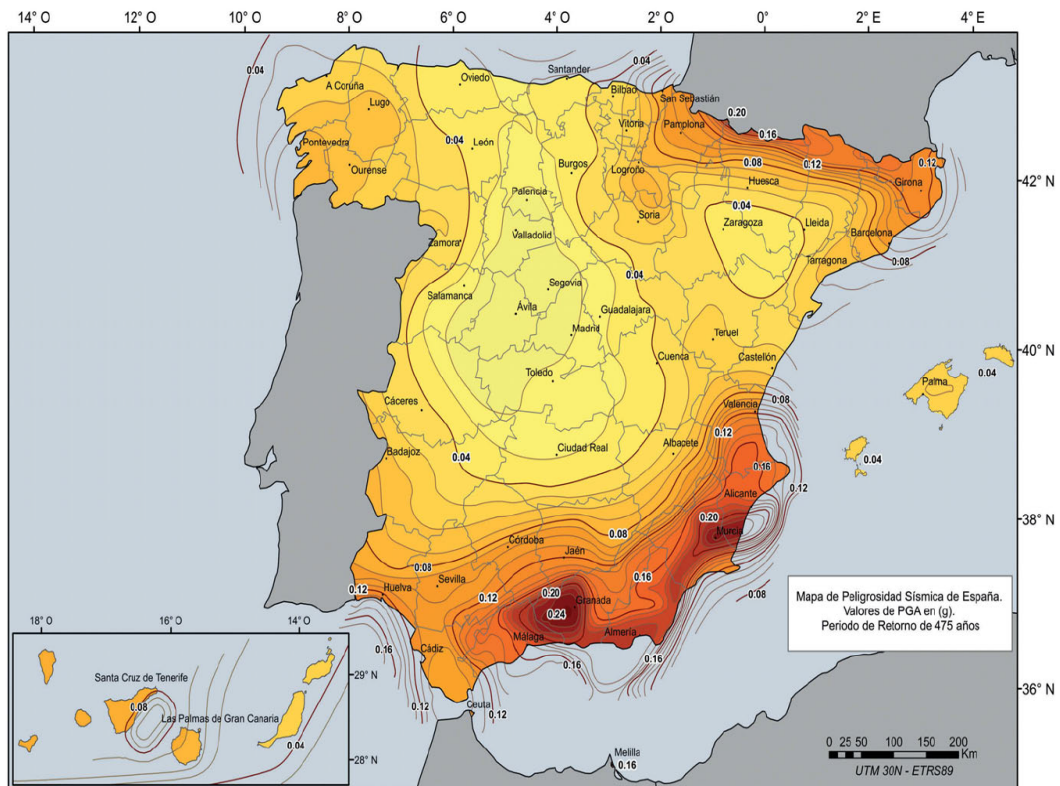 14° O 12° O 10° O 8° O 6° O 4° O 2° O 0° 2° E 4° E
0.04
Santander
0.04
Oviedo
A Coruña
Bilbao
San Sebastián
Lugo
0.20
Vitoria
Pamplona
0.16
0.04
León
Pontevedra
0.08
0.12
0.12
Ourense
Burgos
Logroño
Huesca
Girona
42° N
Palencia
0.04
Soria
Zaragoza
Lleida
Barcelona
Zamora
Valladolid
Tarragona
0.08
0.04
Salamanca
Segovia
Ávila
Guadalajara
Madrid
Teruel
40° N
Cuenca
Castellón
0.04
Toledo
Palma
Cáceres
Valencia
0.08
0.12
Badajoz
0.04
Ciudad Real
Albacete
0.16
0.04
0.12
Alicante
0.20
38° N
Córdoba
0.08
Murcia
Jaén
0.08
Sevilla
0.12
Huelva
0.20
0.16
0.12
Granada
0.08
0.24
Málaga
Almería
Cádiz
0.16
0.16
0.16
0.12
Ceuta
0.12
36° N
Melilla
0.16
Mapa de Peligrosidad Sísmica de España.
Valores de PGA en (g).
Periodo de Retorno de 475 años
0 25 50 100 150 200
Km
UTM 30N - ETRS89
18° O 16° O 14° O
Santa Cruz de Tenerife
29° N
0.08
Las Palmas de Gran Canaria
0.04
28° N